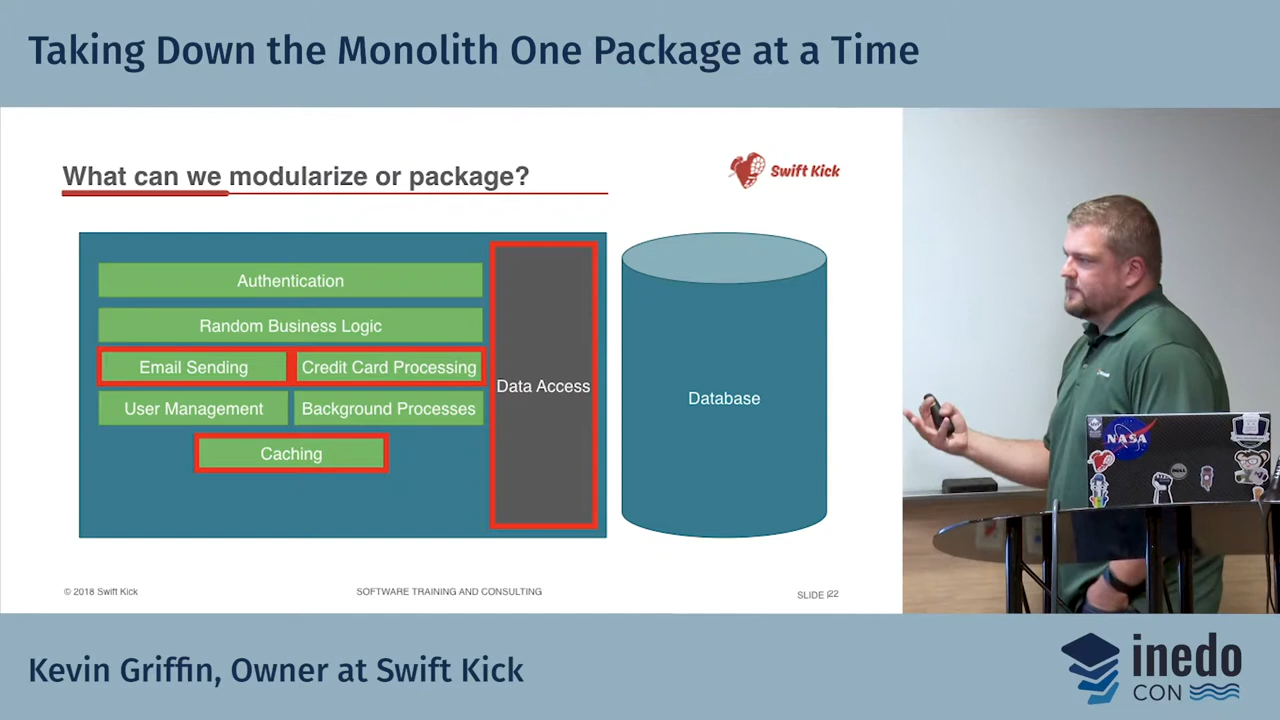 Taking Down the Monolith One Package at a Time
What can we modularize or package?
Swift Kick
Authentication
Random Business Logic
Email Sending
Credit Card Processing
User Management
Background Processes
Caching
Data Access
Database
© 2018 Swift Kick
SOFTWARE TRAINING AND CONSULTING
SLIDE 22
NASA
Kevin Griffin, Owner at Swift Kick
inedo
CON